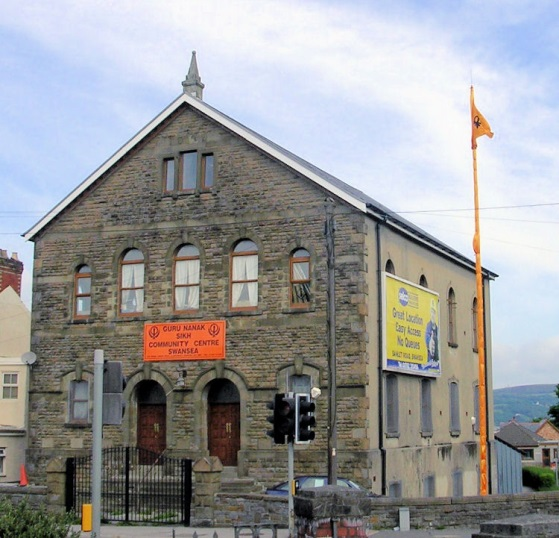 GURU NANAK
SIKH
COMMUNITY CENTRE
SWANSEA
Great Location
Easy Access
No Queues